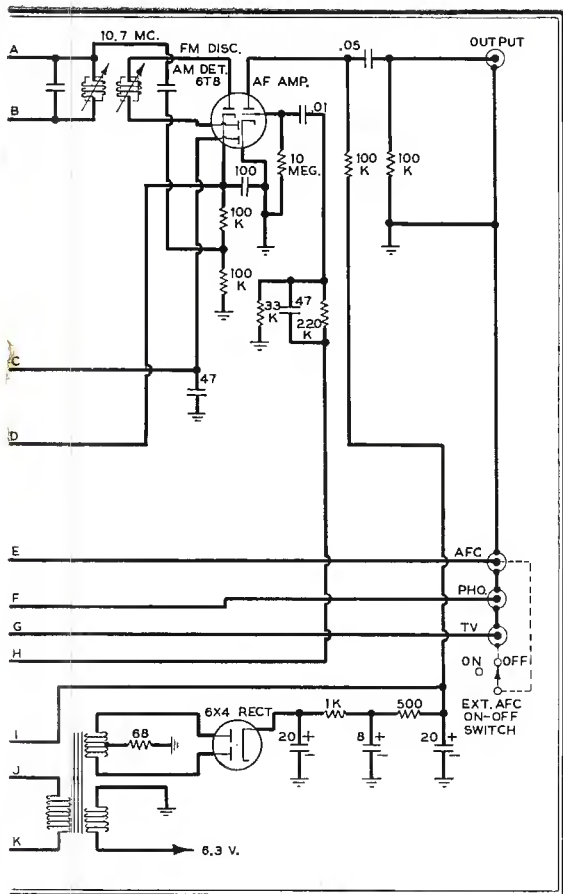 10.7 MC.
FM DISC.
AM DET.
6T8
AF AMP.
.05
OUTPUT
A
B
.01
10
MEG.
100
100
K
100
K
100
K
100
K
33
K
47
220
K
C
47
D
E
AFC
F
PHO.
G
TV
H
ON
OFF
EXT. AFC
ON-OFF
SWITCH
I
6X4 RECT
1K
500
68
20 +
-
8 +
-
20 +
-
J
K
6.3 V.